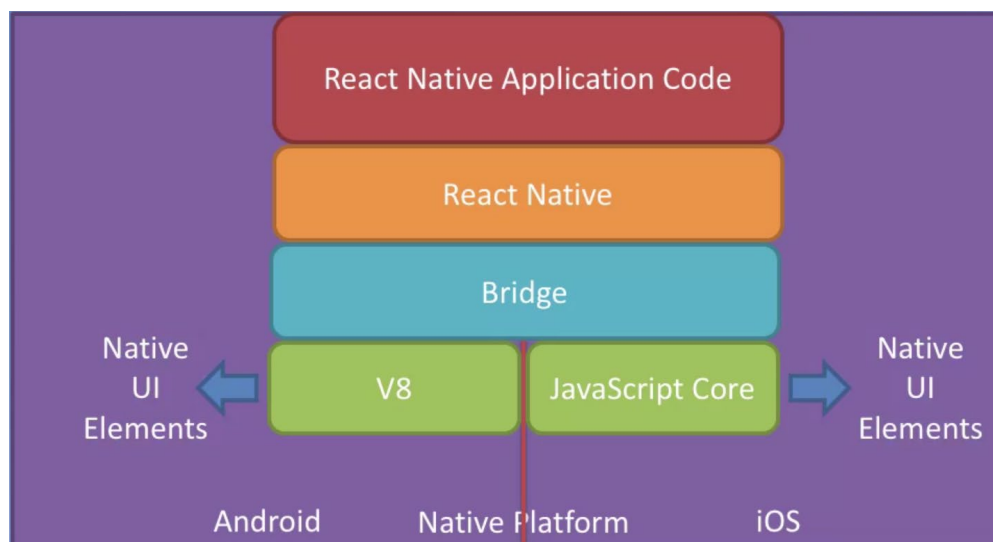 React Native Application Code
React Native
Bridge
Native
UI
Elements
V8
JavaScript Core
Native
UI
Elements
Android
Native Platform
iOS